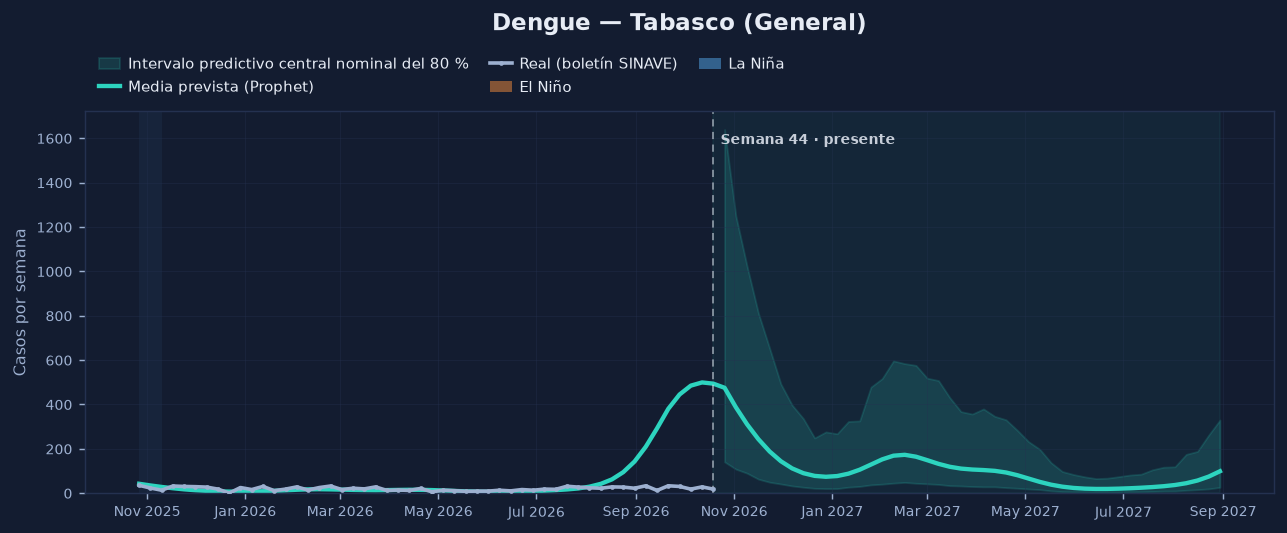 Dengue — Tabasco (General)
Intervalo predictivo central nominal del 80 %
Real (boletín SINAVE)
La Niña
Media prevista (Prophet)
El Niño
Semana 44 · presente
Casos por semana
1600
1400
1200
1000
800
600
400
200
0
Nov 2025
Jan 2026
Mar 2026
May 2026
Jul 2026
Sep 2026
Nov 2026
Jan 2027
Mar 2027
May 2027
Jul 2027
Sep 2027